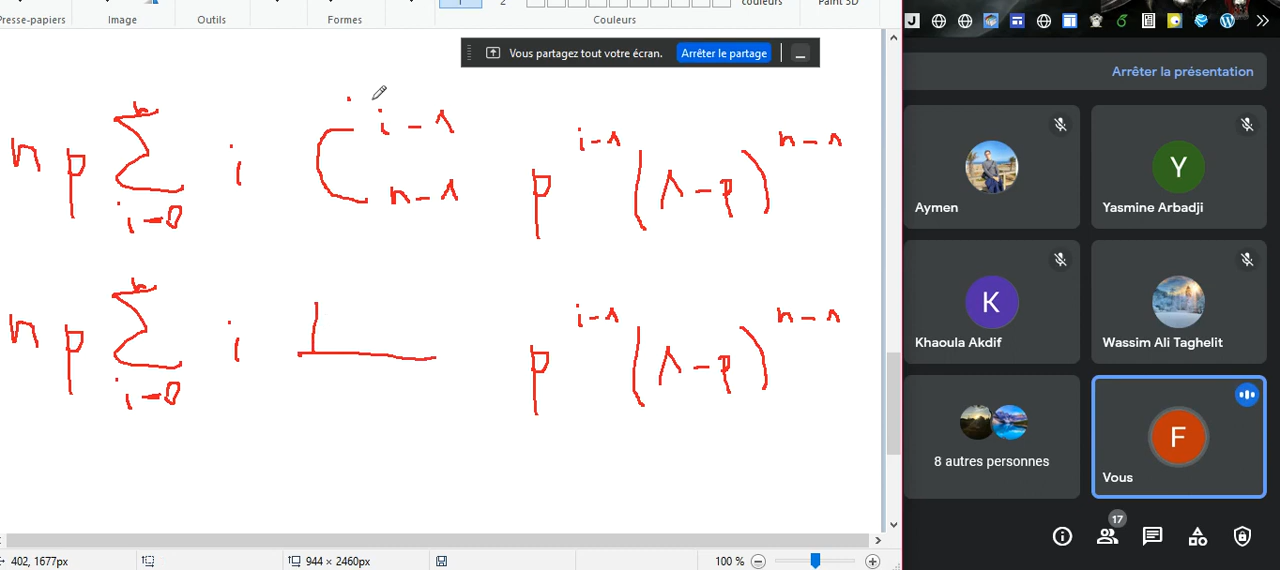 Presse-papiers Image Outils Formes Couleurs
1 2 couleurs Paint 3D
Vous partagez tout votre écran. Arrêter le partage
n p ∑ i C p (1-p)
n
i-0
i-1
n-1
i-1
n-1
n p ∑ i p (1-p)
n
i-0
i-1
n-1
402, 1677px 944 × 2460px 100 %
Arrêter la présentation
Aymen
Y
Yasmine Arbadji
K
Khaoula Akdif
Wassim Ali Taghelit
8 autres personnes
F
Vous
17